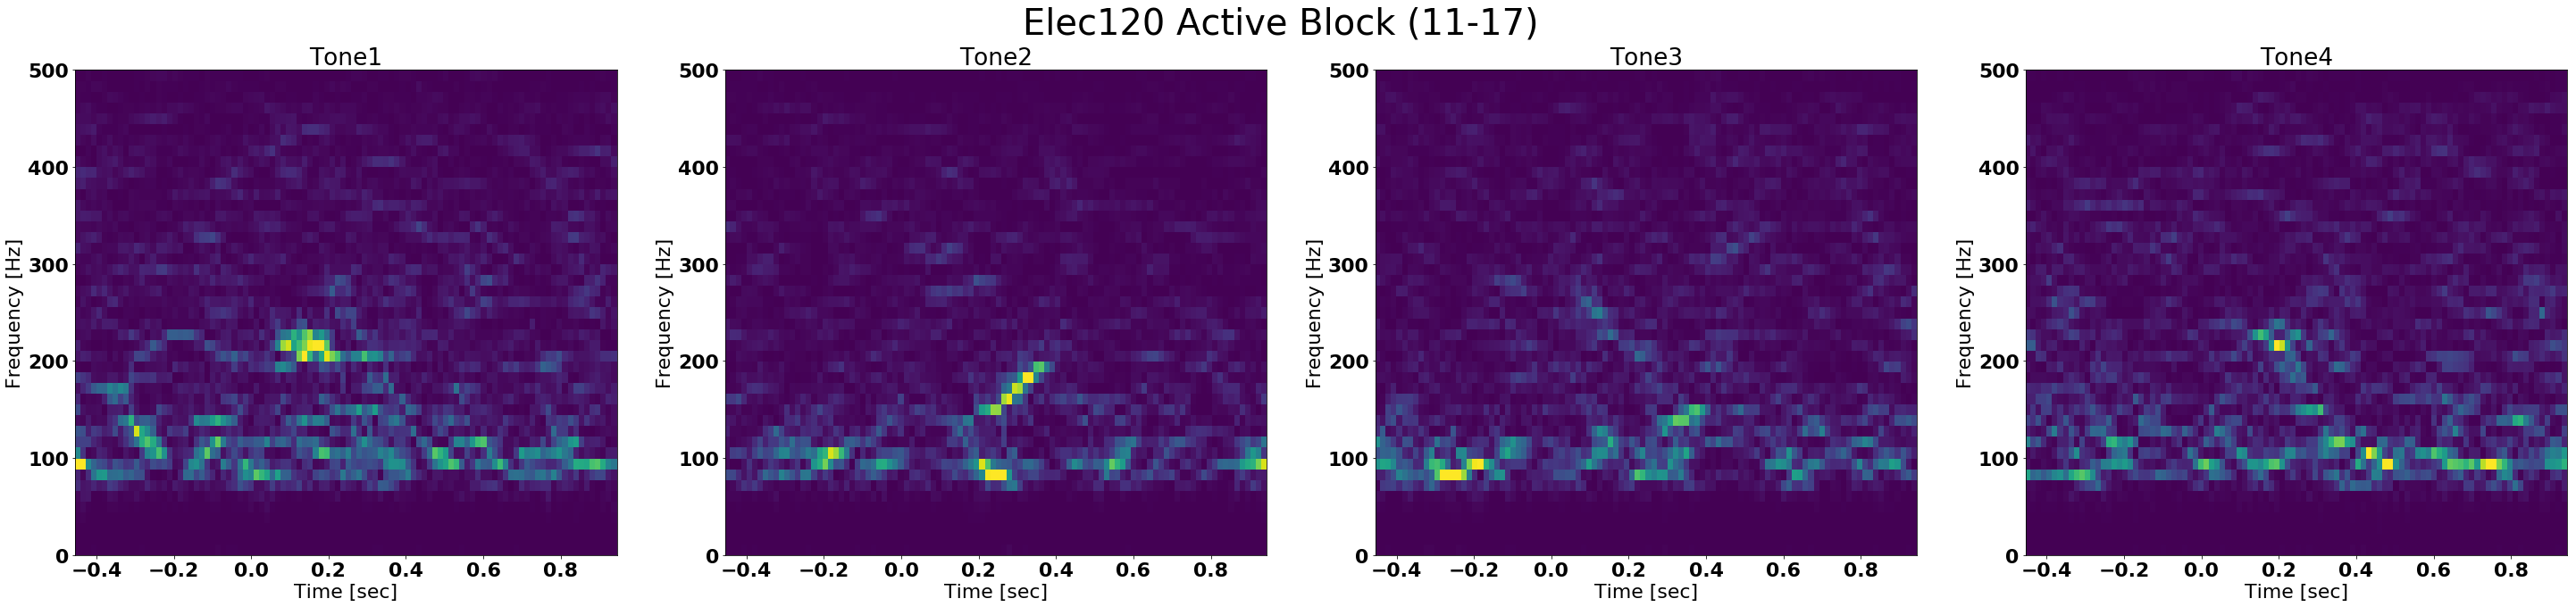 Elec120 Active Block (11-17)
Tone1
Tone2
Tone3
Tone4
500
400
300
200
100
0
Frequency [Hz]
−0.4 −0.2 0.0 0.2 0.4 0.6 0.8
Time [sec]
500
400
300
200
100
0
Frequency [Hz]
−0.4 −0.2 0.0 0.2 0.4 0.6 0.8
Time [sec]
500
400
300
200
100
0
Frequency [Hz]
−0.4 −0.2 0.0 0.2 0.4 0.6 0.8
Time [sec]
500
400
300
200
100
0
Frequency [Hz]
−0.4 −0.2 0.0 0.2 0.4 0.6 0.8
Time [sec]